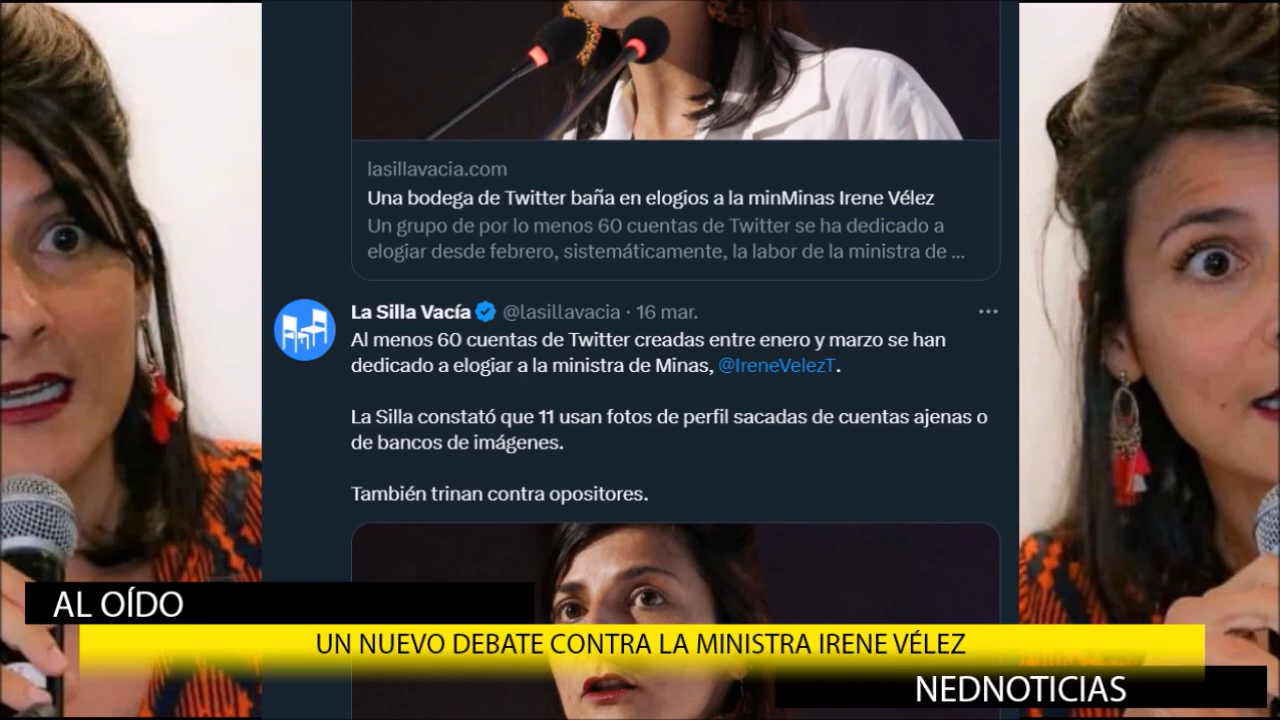 lasillavacia.com
Una bodega de Twitter baña en elogios a la minMinas Irene Vélez
Un grupo de por lo menos 60 cuentas de Twitter se ha dedicado a
elogiar desde febrero, sistemáticamente, la labor de la ministra de ...
La Silla Vacía @lasillavacia · 16 mar.
Al menos 60 cuentas de Twitter creadas entre enero y marzo se han
dedicado a elogiar a la ministra de Minas, @IreneVelezT.
La Silla constató que 11 usan fotos de perfil sacadas de cuentas ajenas o
de bancos de imágenes.
También trinan contra opositores.
AL OÍDO
UN NUEVO DEBATE CONTRA LA MINISTRA IRENE VÉLEZ
NEDNOTICIAS